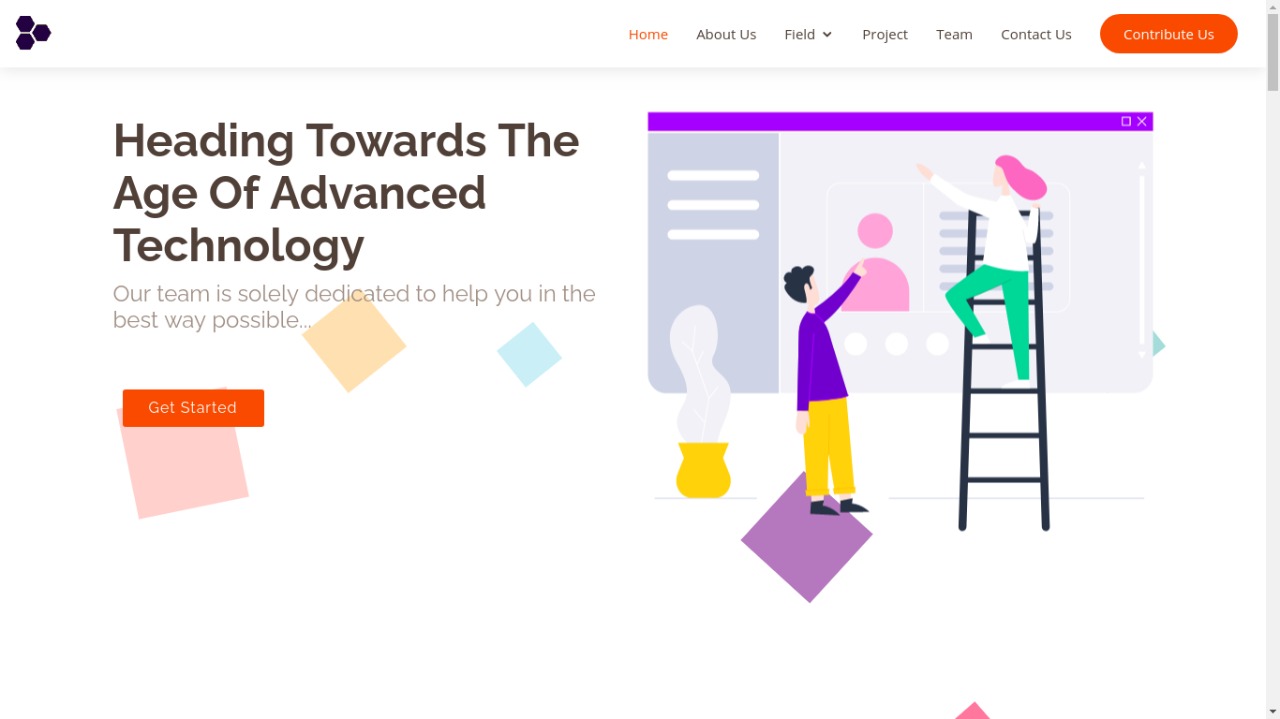 Home About Us Field Project Team Contact Us Contribute Us
Heading Towards The
Age Of Advanced
Technology
Our team is solely dedicated to help you in the
best way possible...
Get Started